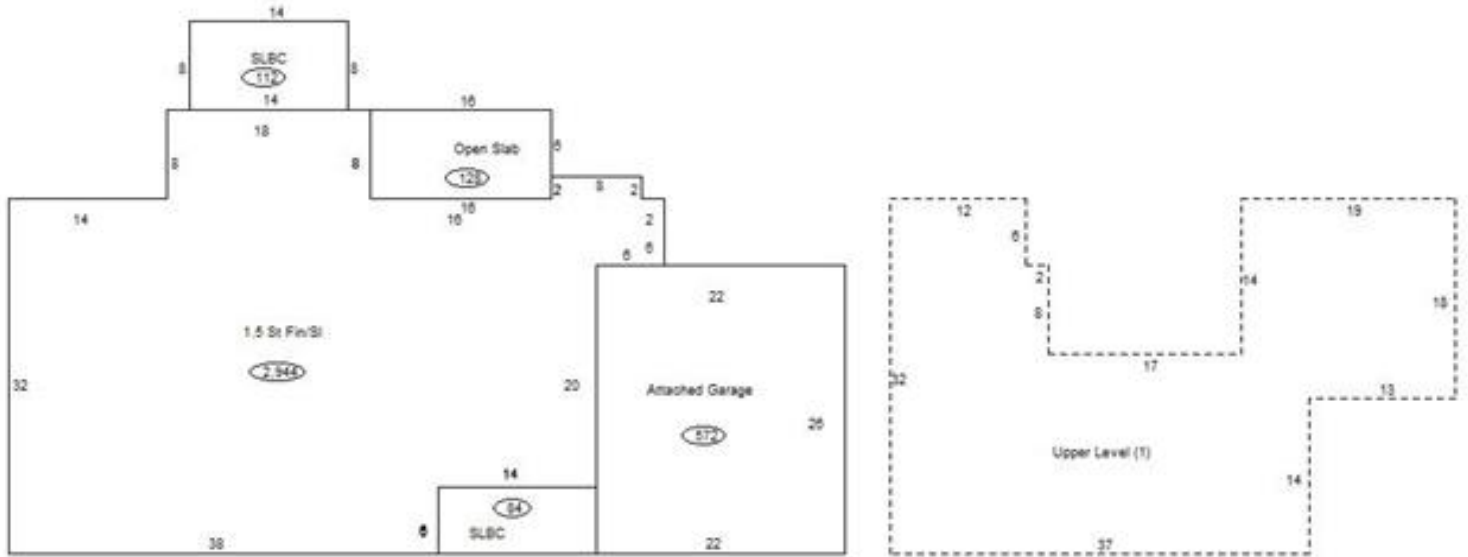 14
8 SLBC 8
112
14
16
18
8 8 Open Slab 6
128
2 8 2
14 16 2 12 19
16 6 6
6
22 2 14 18
8
1.5 St Fin/Sl
2,944 17
32 20 Attached Garage 32 13
26
572
Upper Level (1)
14 14
84
6 SLBC
38 22 37